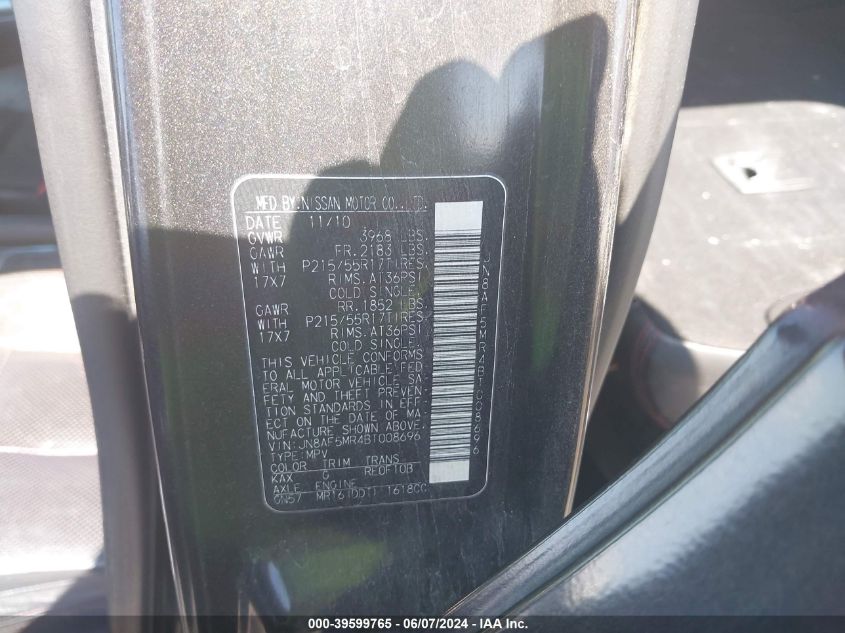 MFD BY:NISSAN MOTOR CO.,LTD.
DATE 11/10
GVWR 3968 LBS.
GAWR FR.2183 LBS.
WITH P215/55R17TIRES,
17X7 RIMS.AT36PSI
COLD SINGLE.
GAWR RR.1852 LBS.
WITH P215/55R17TIRES,
17X7 RIMS.AT36PSI
COLD SINGLE.
THIS VEHICLE CONFORMS
TO ALL APPLICABLE FED
ERAL MOTOR VEHICLE SA-
FETY AND THEFT PREVEN-
TION STANDARDS IN EFF-
ECT ON THE DATE OF MA-
NUFACTURE SHOWN ABOVE.
VIN:JN8AF5MR4BT008696
TYPE:MPV
COLOR TRIM TRANS
KAX G RE0F10B
AXLE ENGINE
GN57 MR16(DDT) 1618CC
JN8AF5MR4BT008696
000-39599765 - 06/07/2024 - IAA Inc.